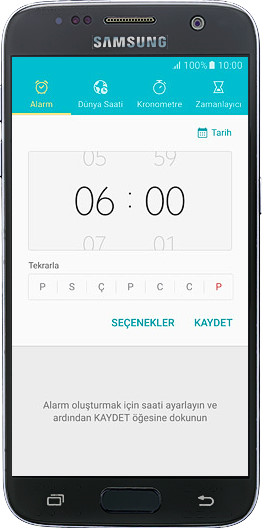 SAMSUNG
100% 10:00
Alarm Dünya Saati Kronometre Zamanlayıcı
Tarih
05 59
06 : 00
07 01
Tekrarla
P S Ç P C C P
SEÇENEKLER KAYDET
Alarm oluşturmak için saati ayarlayın ve
ardından KAYDET öğesine dokunun